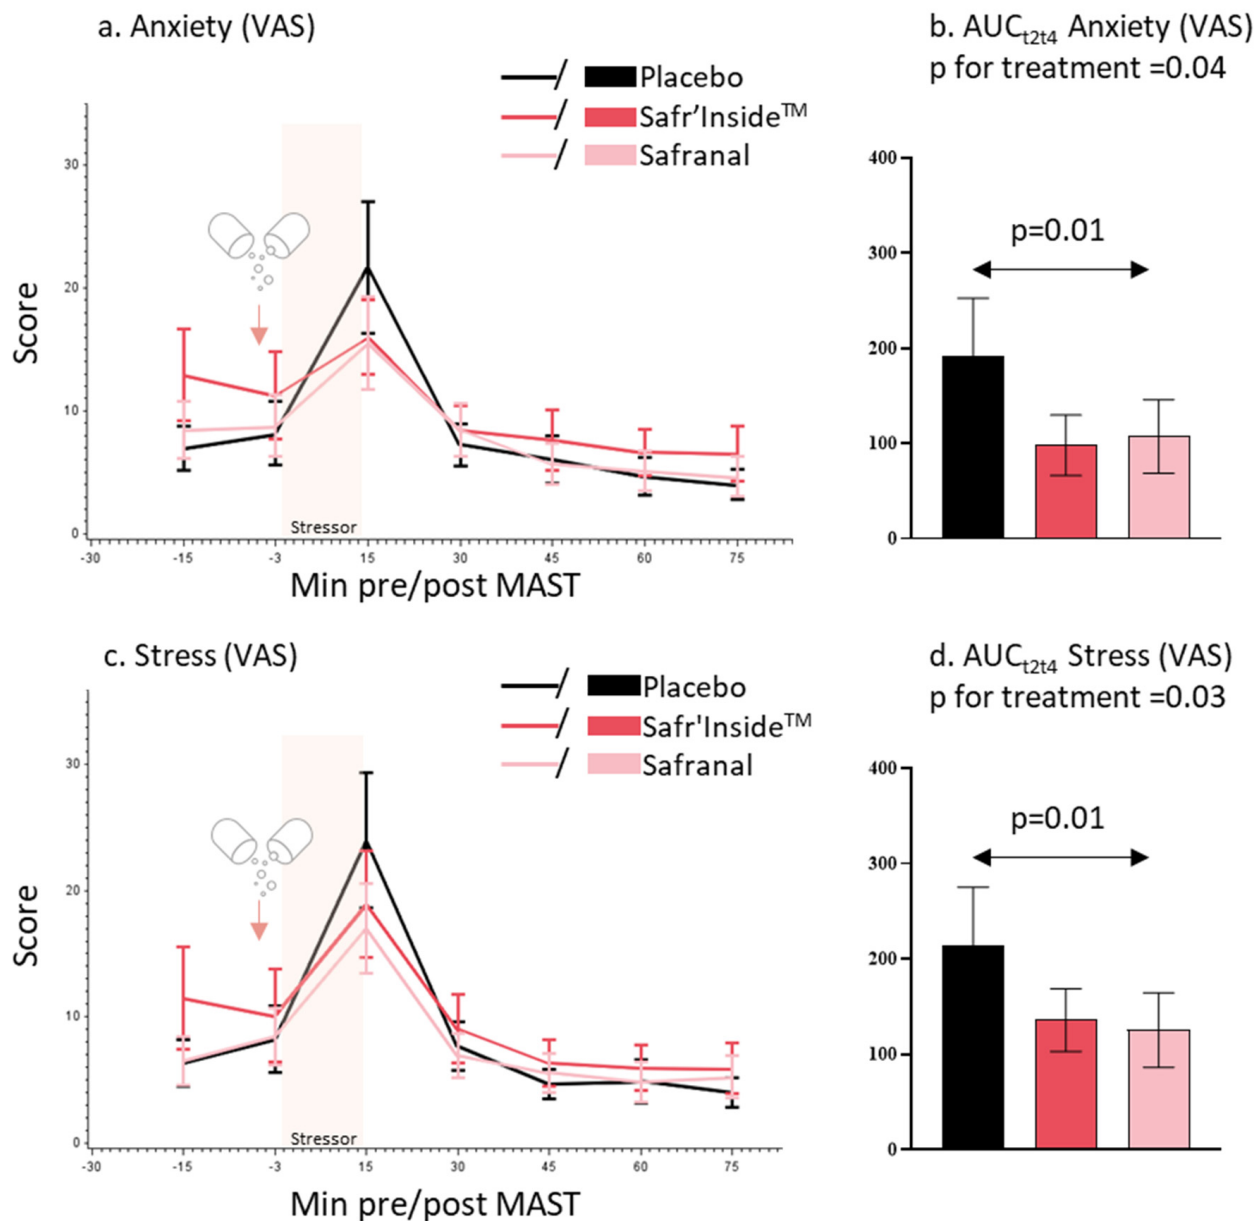 a. Anxiety (VAS)
Placebo
Safr’Inside™
Safranal
Score
30
20
10
0
Stressor
-30 -15 -3 15 30 45 60 75
Min pre/post MAST
b. AUCt2t4 Anxiety (VAS)
p for treatment =0.04
400
p=0.01
300
200
100
0
c. Stress (VAS)
Placebo
Safr'Inside™
Safranal
Score
30
20
10
0
Stressor
-30 -15 -3 15 30 45 60 75
Min pre/post MAST
d. AUCt2t4 Stress (VAS)
p for treatment =0.03
400
p=0.01
300
200
100
0